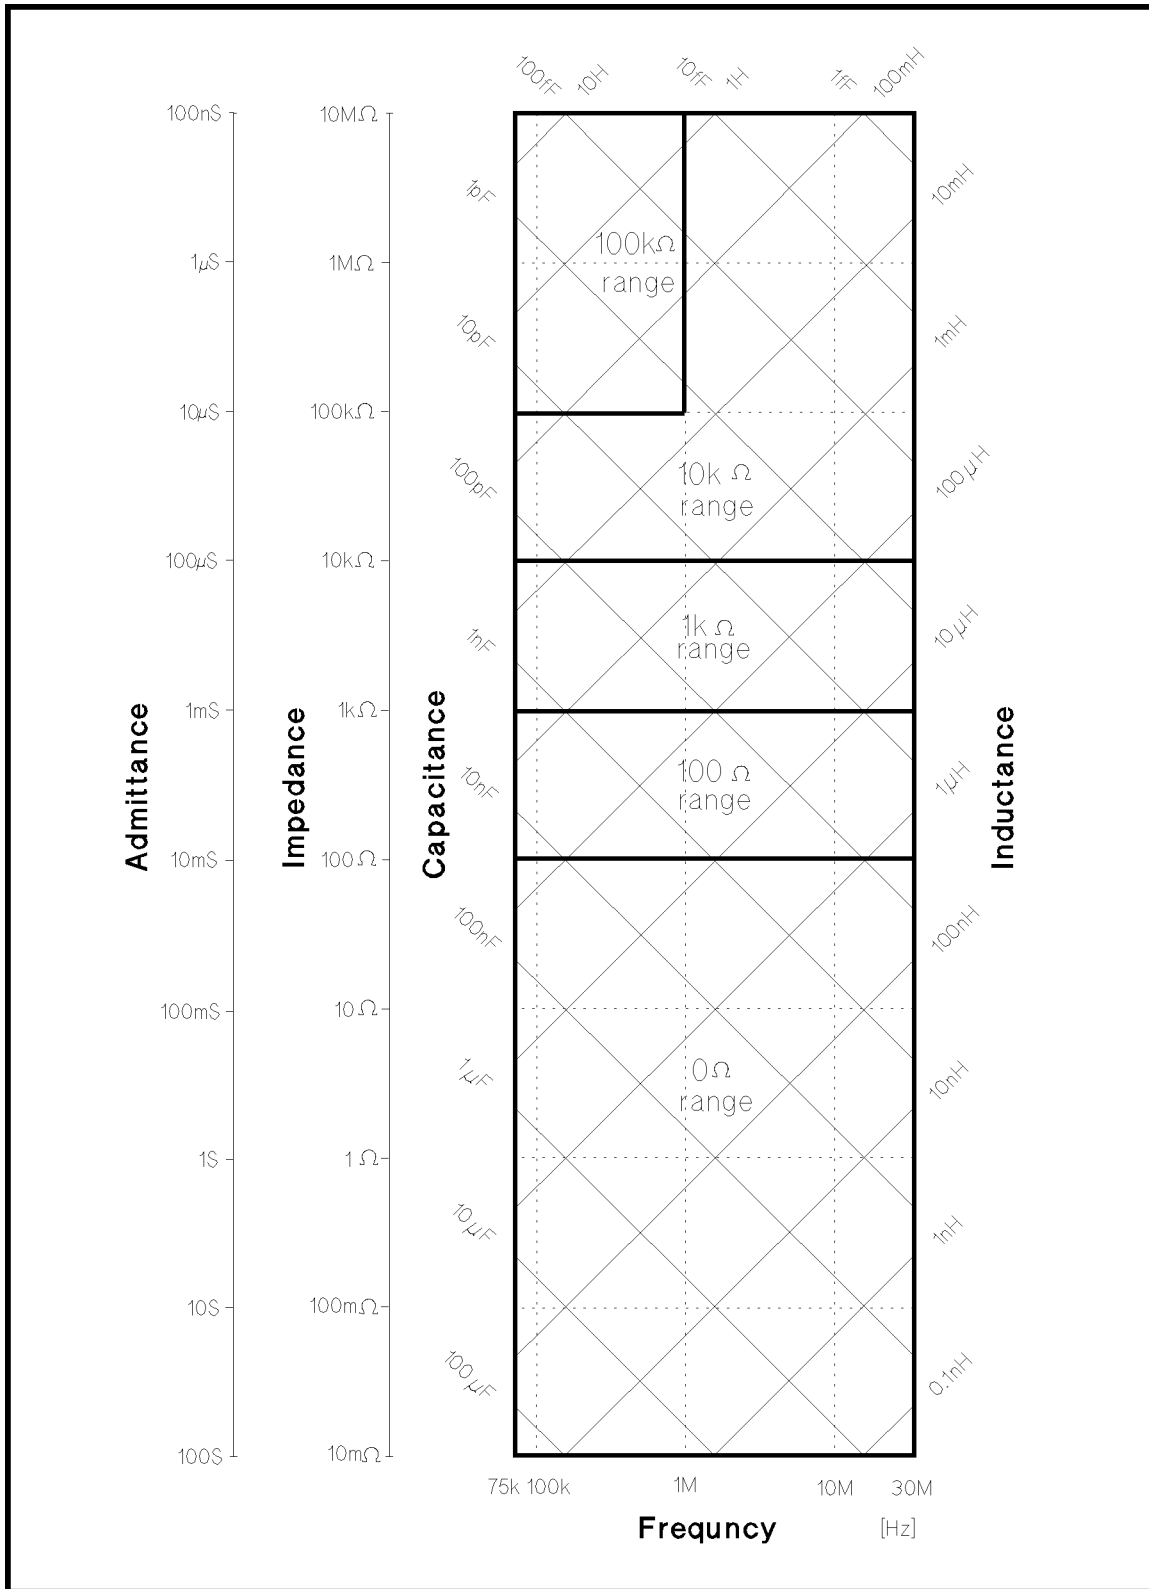 100fF 10H 10fF 1H 1fF 100mH
100nS 10MΩ
1pF 10mH
100kΩ
range
1μS 1MΩ
10pF 1mH
10μS 100kΩ
100pF 10k Ω 100μH
range
100μS 10kΩ
1nF 1k Ω 10μH
range
1mS 1kΩ
Admittance Impedance Capacitance Inductance
10nF 100 Ω 1μH
range
10mS 100Ω
100nF 100nH
100mS 10Ω
1μF 0Ω 10nH
range
1S 1Ω
10μF 1nH
10S 100mΩ
100μF 0.1nH
100S 10mΩ
75k 100k 1M 10M 30M
Frequncy [Hz]